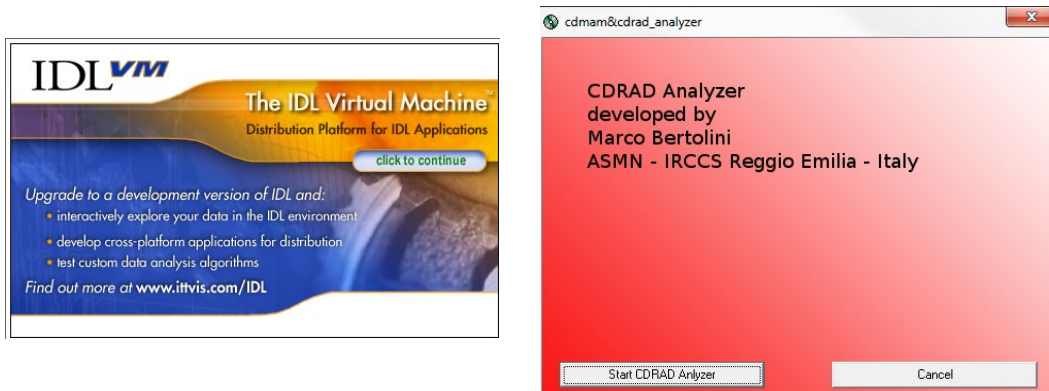 IDL VM
The IDL Virtual Machine™
Distribution Platform for IDL Applications
click to continue
Upgrade to a development version of IDL and:
• interactively explore your data in the IDL environment
• develop cross-platform applications for distribution
• test custom data analysis algorithms
Find out more at www.ittvis.com/IDL
cdmam&cdrad_analyzer
CDRAD Analyzer
developed by
Marco Bertolini
ASMN - IRCCS Reggio Emilia - Italy
Start CDRAD Anlyzer
Cancel